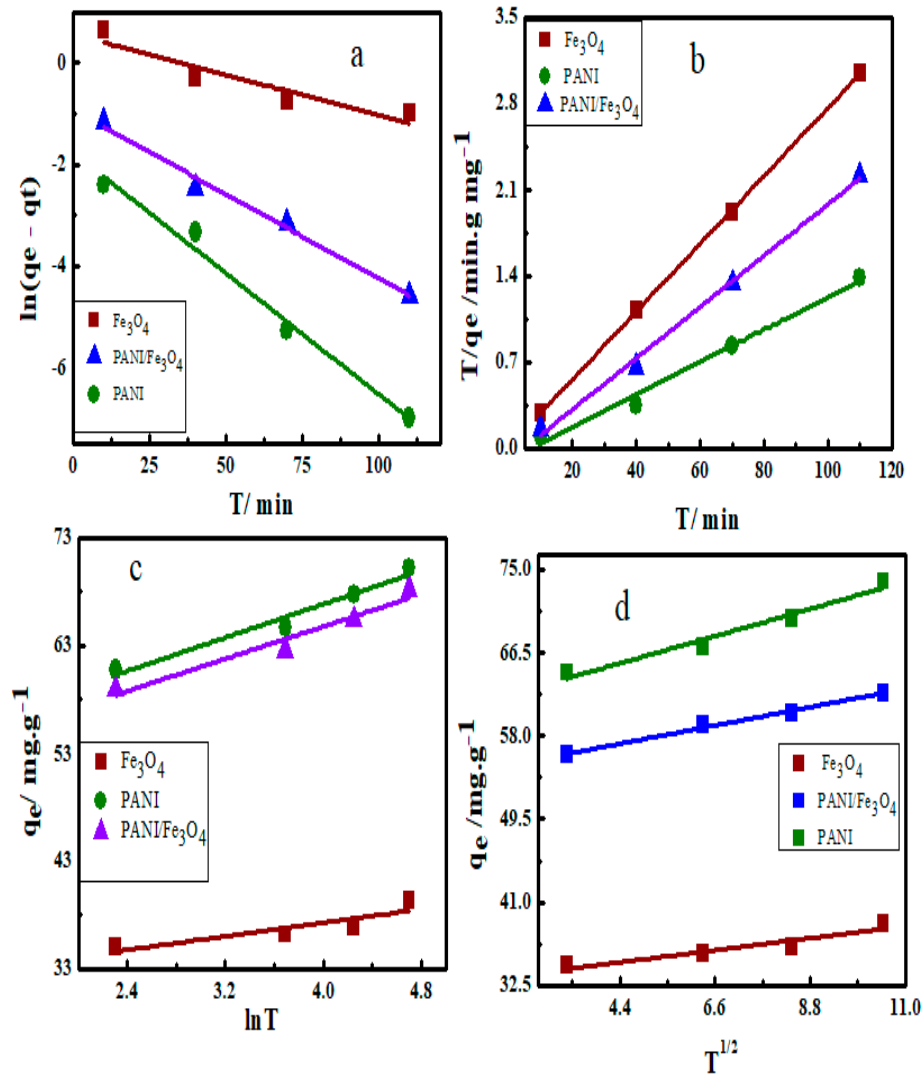 a
ln(qe - qt)
0
-2
-4
-6
Fe₃O₄
PANI/Fe₃O₄
PANI
0 25 50 75 100
T/ min
b
T/qe /min.g mg⁻¹
3.5
2.8
2.1
1.4
0.7
0.0
Fe₃O₄
PANI
PANI/Fe₃O₄
20 40 60 80 100 120
T/ min
c
qₑ/ mg.g⁻¹
73
63
53
43
33
Fe₃O₄
PANI
PANI/Fe₃O₄
2.4 3.2 4.0 4.8
lnT
d
qₑ /mg.g⁻¹
75.0
66.5
58.0
49.5
41.0
32.5
Fe₃O₄
PANI/Fe₃O₄
PANI
4.4 6.6 8.8 11.0
T¹/²